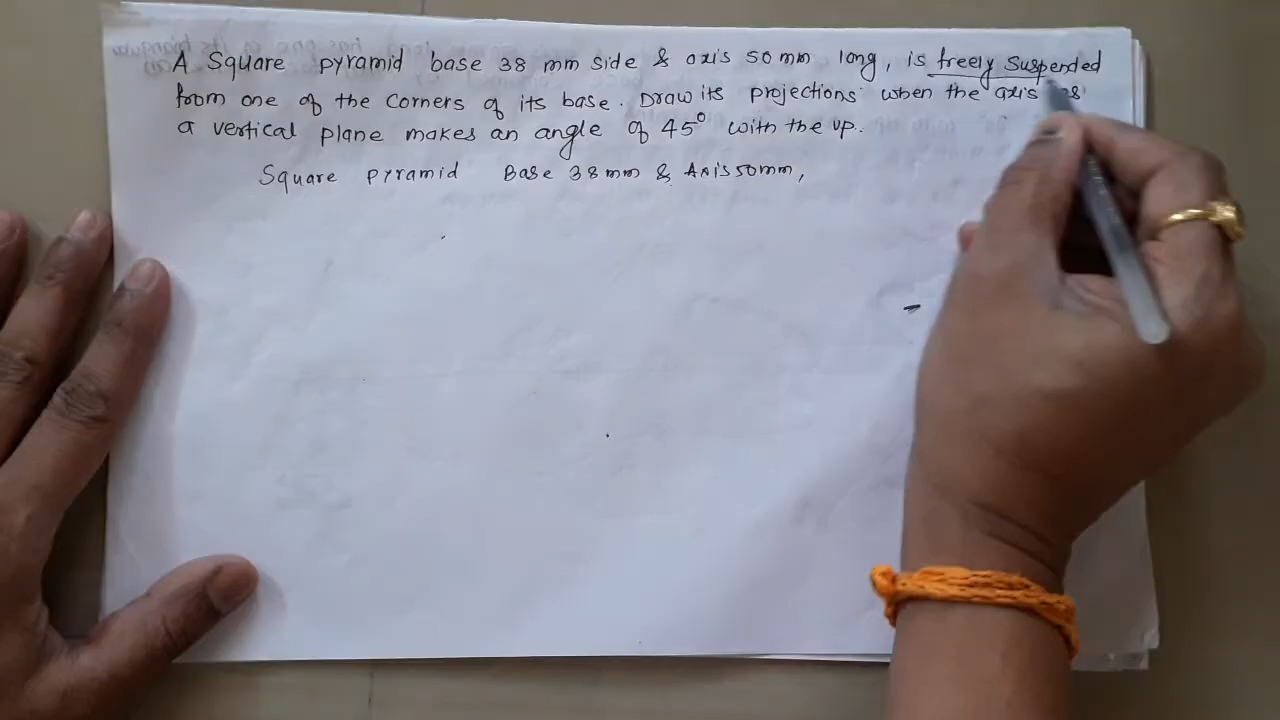 A Square pyramid base 38 mm side & axis 50 mm long, is freely suspended
from one of the corners of its base. Draw its projections when the axis as
a vertical plane makes an angle of 45° with the vp.
Square pyramid Base 38 mm & Axis 50mm,